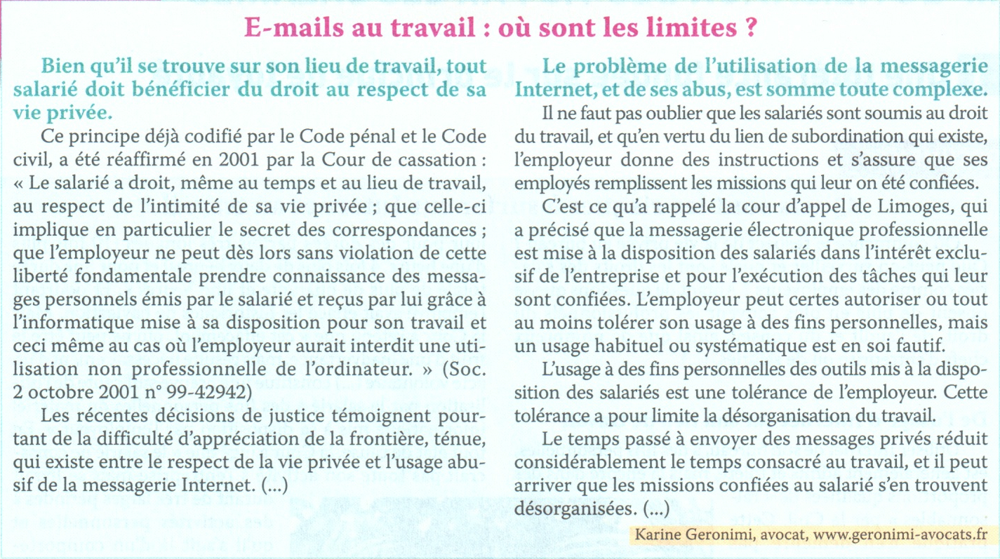 E-mails au travail : où sont les limites ?
Bien qu'il se trouve sur son lieu de travail, tout
salarié doit bénéficier du droit au respect de sa
vie privée.
Ce principe déjà codifié par le Code pénal et le Code
civil, a été réaffirmé en 2001 par la Cour de cassation :
« Le salarié a droit, même au temps et au lieu de travail,
au respect de l'intimité de sa vie privée ; que celle-ci
implique en particulier le secret des correspondances ;
que l'employeur ne peut dès lors sans violation de cette
liberté fondamentale prendre connaissance des messa-
ges personnels émis par le salarié et reçus par lui grâce à
l'informatique mise à sa disposition pour son travail et
ceci même au cas où l'employeur aurait interdit une uti-
lisation non professionnelle de l'ordinateur. » (Soc.
2 octobre 2001 n° 99-42942)
Les récentes décisions de justice témoignent pour-
tant de la difficulté d'appréciation de la frontière, ténue,
qui existe entre le respect de la vie privée et l'usage abu-
sif de la messagerie Internet. (...)
Le problème de l'utilisation de la messagerie
Internet, et de ses abus, est somme toute complexe.
Il ne faut pas oublier que les salariés sont soumis au droit
du travail, et qu'en vertu du lien de subordination qui existe,
l'employeur donne des instructions et s'assure que ses
employés remplissent les missions qui leur on été confiées.
C'est ce qu'a rappelé la cour d'appel de Limoges, qui
a précisé que la messagerie électronique professionnelle
est mise à la disposition des salariés dans l'intérêt exclu-
sif de l'entreprise et pour l'exécution des tâches qui leur
sont confiées. L'employeur peut certes autoriser ou tout
au moins tolérer son usage à des fins personnelles, mais
un usage habituel ou systématique est en soi fautif.
L'usage à des fins personnelles des outils mis à la dispo-
sition des salariés est une tolérance de l'employeur. Cette
tolérance a pour limite la désorganisation du travail.
Le temps passé à envoyer des messages privés réduit
considérablement le temps consacré au travail, et il peut
arriver que les missions confiées au salarié s'en trouvent
désorganisées. (...)
Karine Geronimi, avocat, www.geronimi-avocats.fr